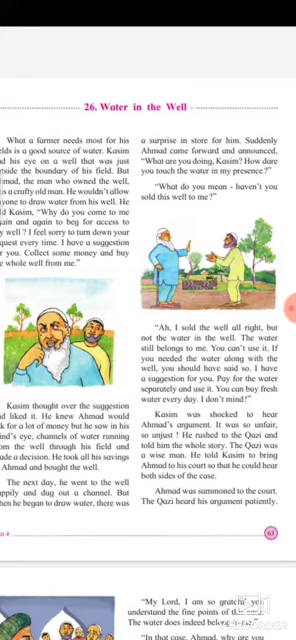 26. Water in the Well
What a farmer needs most for his
is a good source of water. Kasim
his eye on a well that was just
the boundary of his field. But
the man who owned the well,
a crafty old man. He wouldn't allow
to draw water from his well. He
Kasim, "Why do you come to me
and again to beg for access to
well ? I feel sorry to turn down your
every time. I have a suggestion
you. Collect some money and buy
whole well from me."
Kasim thought over the suggestion
liked it. He knew Ahmad would
for a lot of money but he saw in his
eye, channels of water running
the well through his field and
a decision. He took all his savings
Ahmad and bought the well.
The next day, he went to the well
and dug out a channel. But
he began to draw water, there was
a surprise in store for him. Suddenly
Ahmad came forward and announced,
"What are you doing, Kasim? How dare
you touch the water in my presence?"
"What do you mean - haven't you
sold this well to me?"
"Ah, I sold the well all right, but
not the water in the well. The water
still belongs to me. You can't use it. If
you needed the water along with the
well, you should have said so. I have
a suggestion for you. Pay for the water
separately and use it. You can buy fresh
water every day. I don't mind!"
Kasim was shocked to hear
Ahmad's argument. It was so unfair,
so unjust ! He rushed to the Qazi and
told him the whole story. The Qazi was
a wise man. He told Kasim to bring
Ahmad to his court so that he could hear
both sides of the case.
Ahmad was summoned to the court.
The Qazi heard his argument patiently.
63
"My Lord, I am so grateful you
understand the fine points of
The water does indeed belong
"In that case, Ahmad, why are you